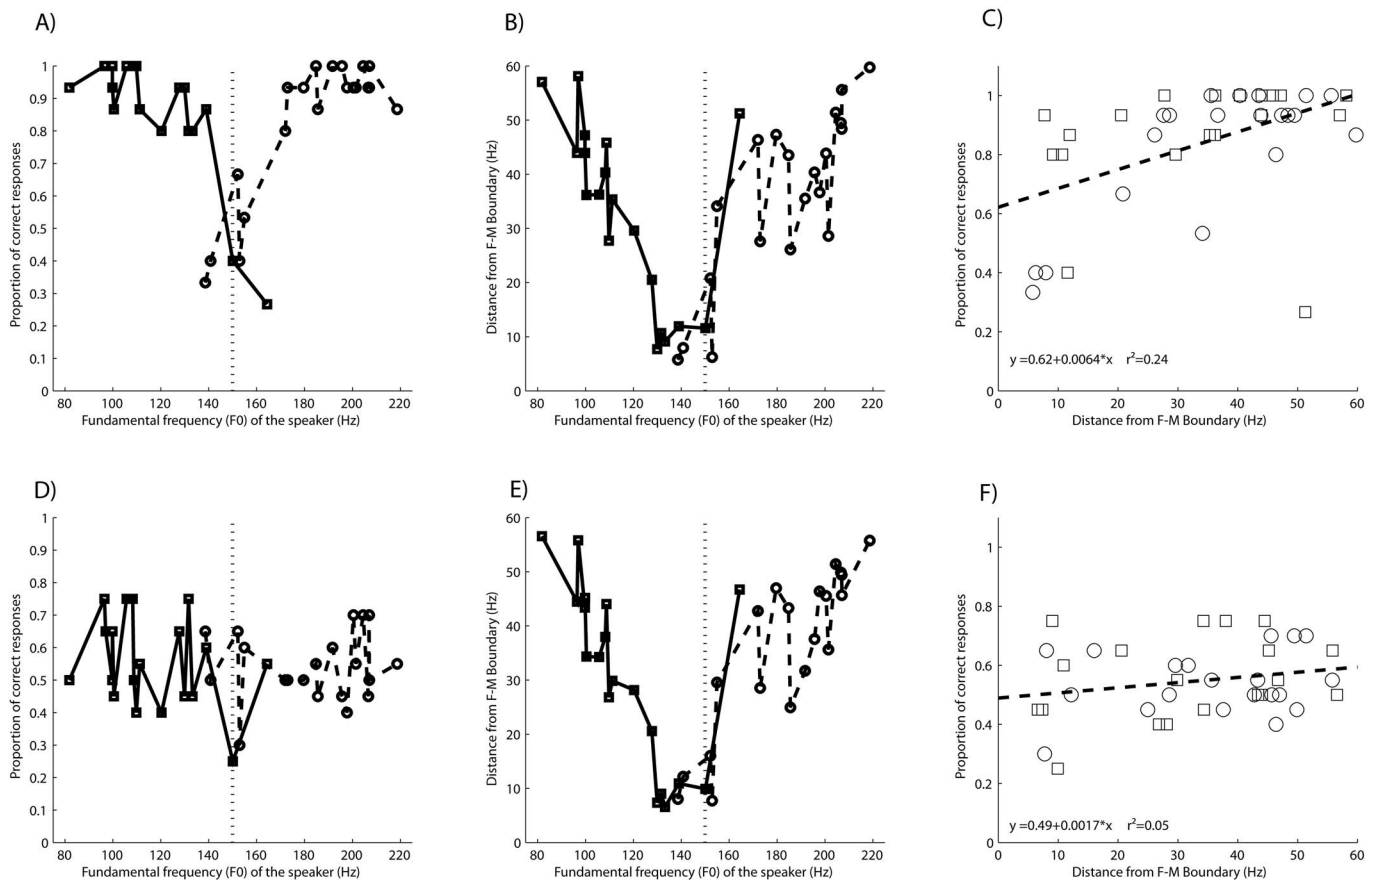 A)
Proportion of correct responses
1
0.9
0.8
0.7
0.6
0.5
0.4
0.3
0.2
0.1
0
80 100 120 140 160 180 200 220
Fundamental frequency (F0) of the speaker (Hz)
B)
Distance from F-M Boundary (Hz)
60
50
40
30
20
10
0
80 100 120 140 160 180 200 220
Fundamental frequency (F0) of the speaker (Hz)
C)
Proportion of correct responses
1
0.8
0.6
0.4
0.2
0
y =0.62+0.0064*x r²=0.24
0 10 20 30 40 50 60
Distance from F-M Boundary (Hz)
D)
Proportion of correct responses
1
0.9
0.8
0.7
0.6
0.5
0.4
0.3
0.2
0.1
0
80 100 120 140 160 180 200 220
Fundamental frequency (F0) of the speaker (Hz)
E)
Distance from F-M Boundary (Hz)
60
50
40
30
20
10
0
80 100 120 140 160 180 200 220
Fundamental frequency (F0) of the speaker (Hz)
F)
Proportion of correct responses
1
0.8
0.6
0.4
0.2
0
y =0.49+0.0017*x r²=0.05
0 10 20 30 40 50 60
Distance from F-M Boundary (Hz)